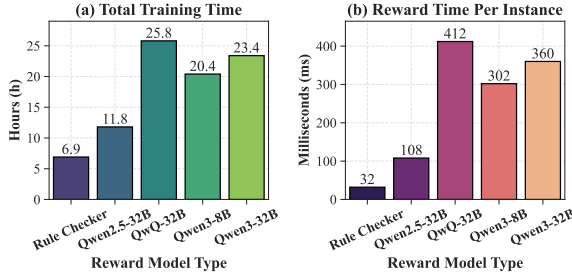 (a) Total Training Time
Hours (h)
25
20
15
10
5
0
6.9
11.8
25.8
20.4
23.4
Rule Checker
Qwen2.5-32B
QwQ-32B
Qwen3-8B
Qwen3-32B
Reward Model Type
(b) Reward Time Per Instance
Milliseconds (ms)
400
300
200
100
0
32
108
412
302
360
Rule Checker
Qwen2.5-32B
QwQ-32B
Qwen3-8B
Qwen3-32B
Reward Model Type